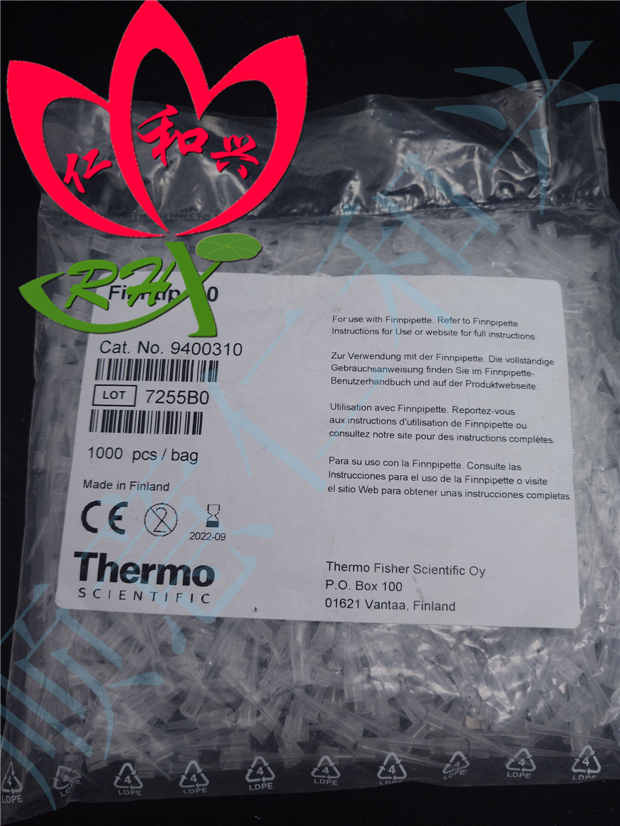 仁和兴
RHX
Cat. No. 9400310
LOT 7255B0
1000 pcs / bag
Made in Finland
CE 2
2022-09
Thermo
SCIENTIFIC
For use with Finnpipette. Refer to Finnpipette
Instructions for Use or website for full instructions.
Zur Verwendung mit der Finnpipette. Die vollständige
Gebrauchsanweisung finden Sie im Finnpipette-
Benutzerhandbuch und auf der Produktwebseite.
Utilisation avec Finnpipette. Reportez-vous
aux instructions d'utilisation de Finnpipette ou
consultez notre site pour des instructions complètes.
Para su uso con la Finnpipette. Consulte las
Instrucciones para el uso de la Finnpipette o visite
el sitio Web para obtener unas instrucciones completas
Thermo Fisher Scientific Oy
P.O. Box 100
01621 Vantaa, Finland
4 LDPE
4 LDPE
4 LDPE
4 LDPE
4 LDPE
4 LDPE
4 LDPE
4 LDPE